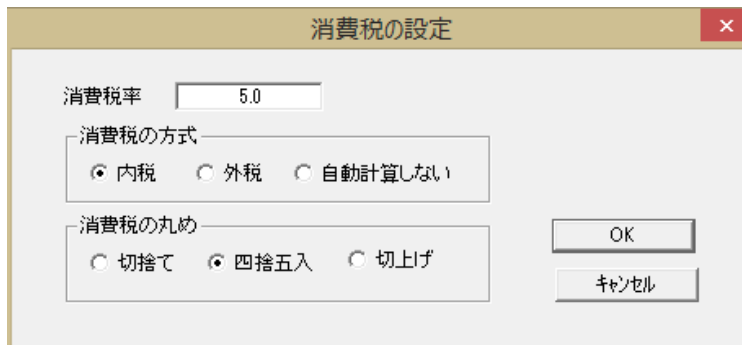 消費税の設定
消費税率 5.0
消費税の方式
内税 外税 自動計算しない
消費税の丸め
切捨て 四捨五入 切上げ
OK
キャンセル